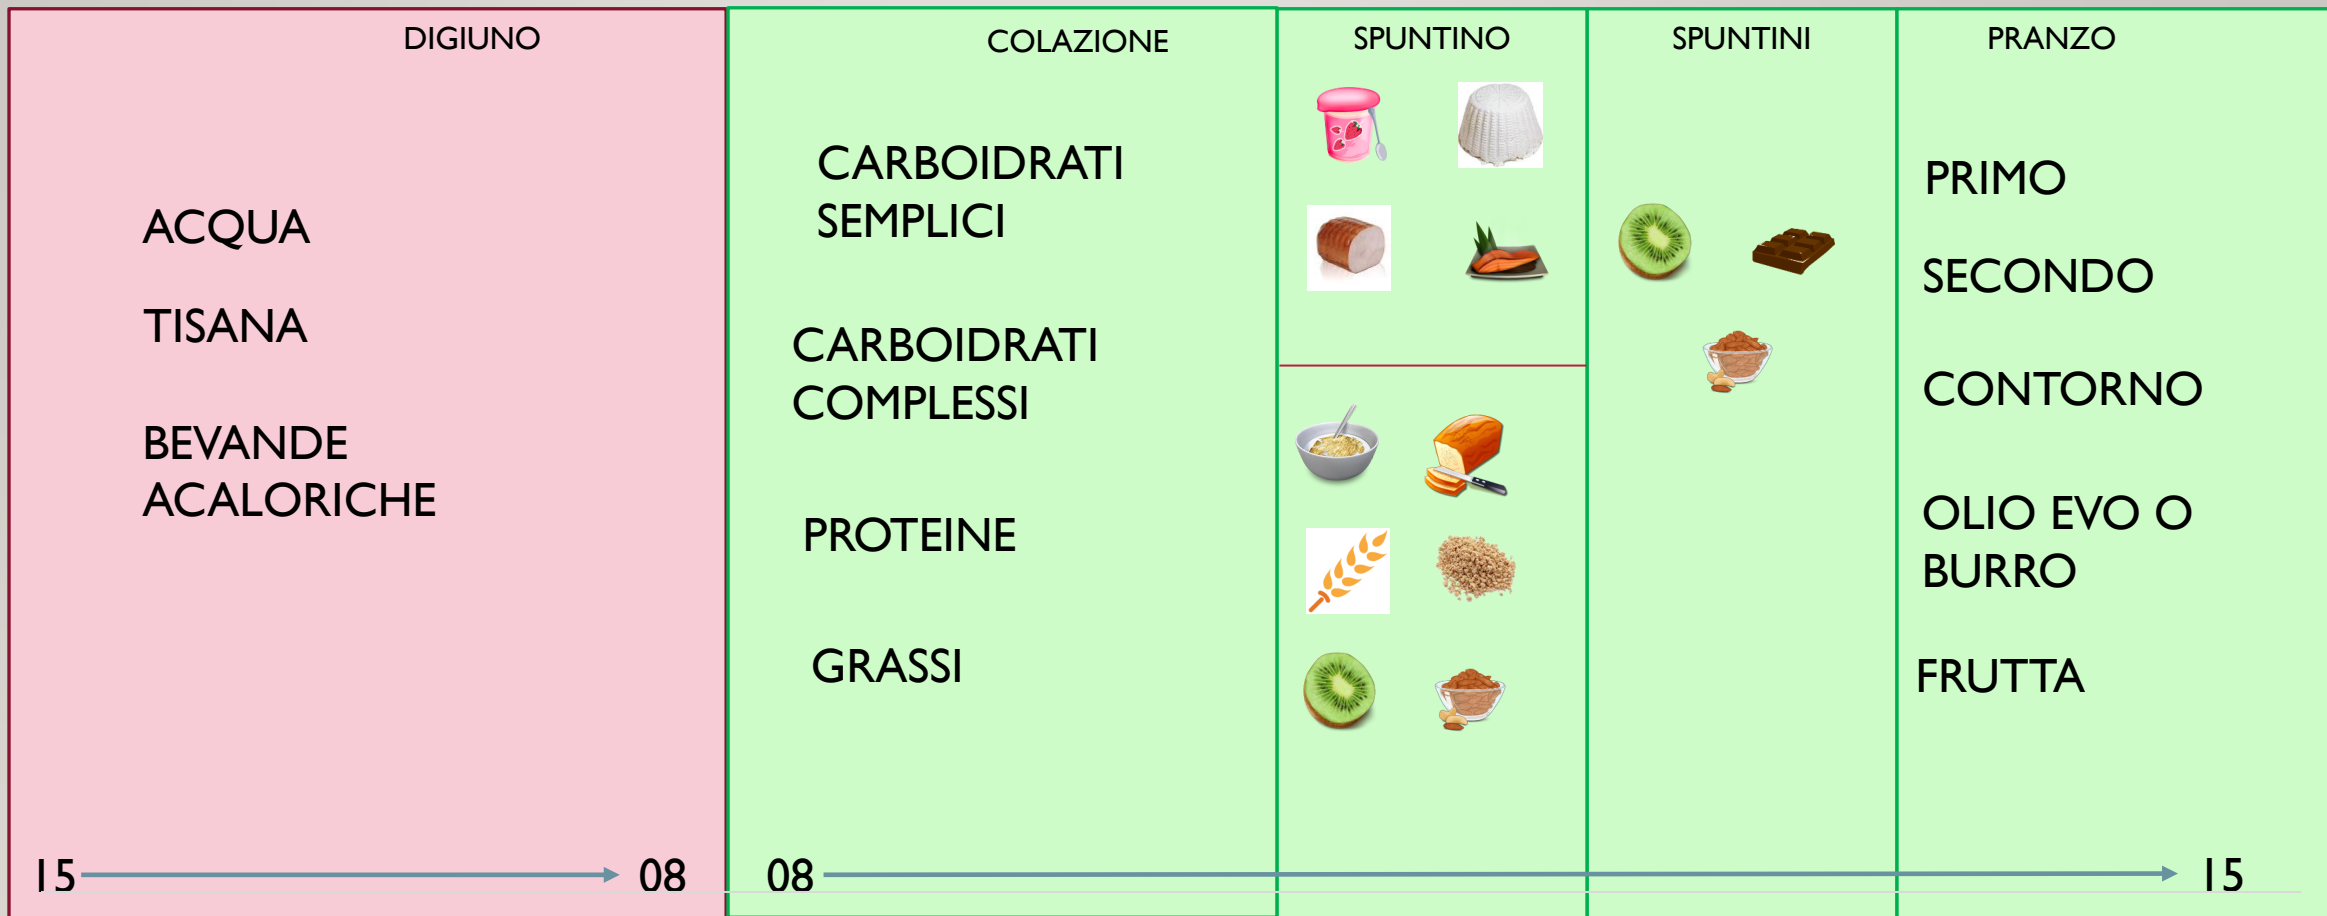 DIGIUNO
ACQUA
TISANA
BEVANDE
ACALORICHE
15
08
COLAZIONE
CARBOIDRATI
SEMPLICI
CARBOIDRATI
COMPLESSI
PROTEINE
GRASSI
08
SPUNTINO
SPUNTINI
PRANZO
PRIMO
SECONDO
CONTORNO
OLIO EVO O
BURRO
FRUTTA
15